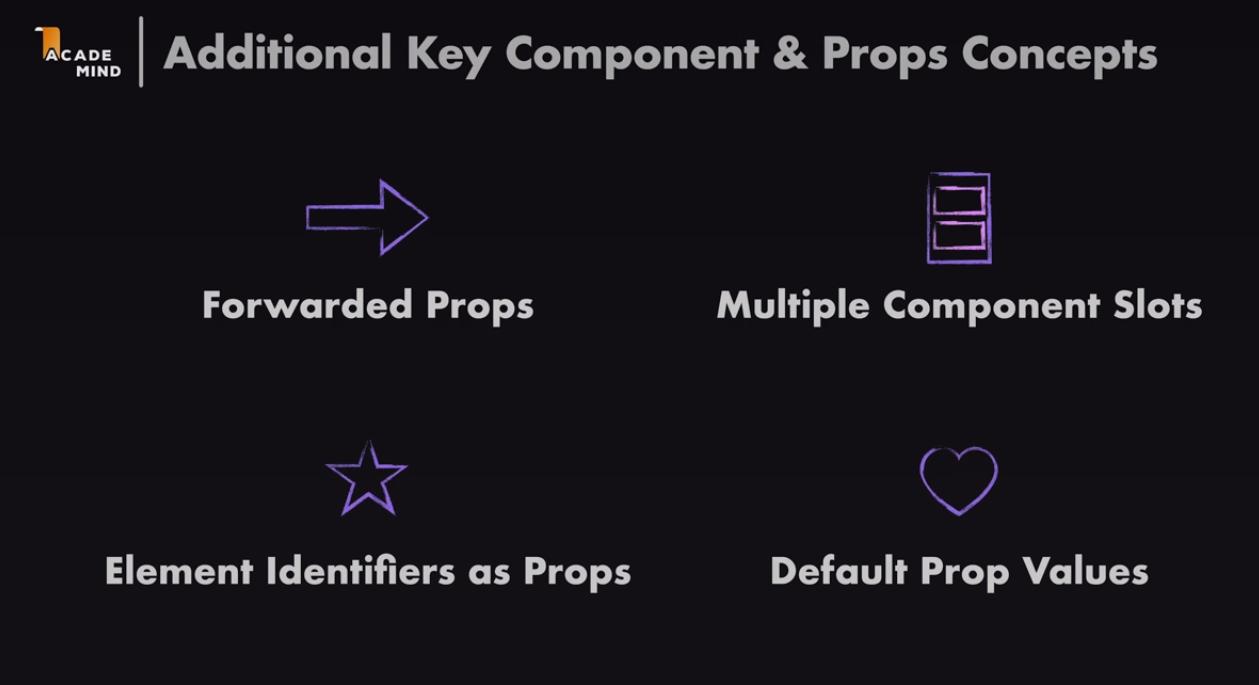 ACADE
MIND
Additional Key Component & Props Concepts
Forwarded Props
Multiple Component Slots
Element Identifiers as Props
Default Prop Values